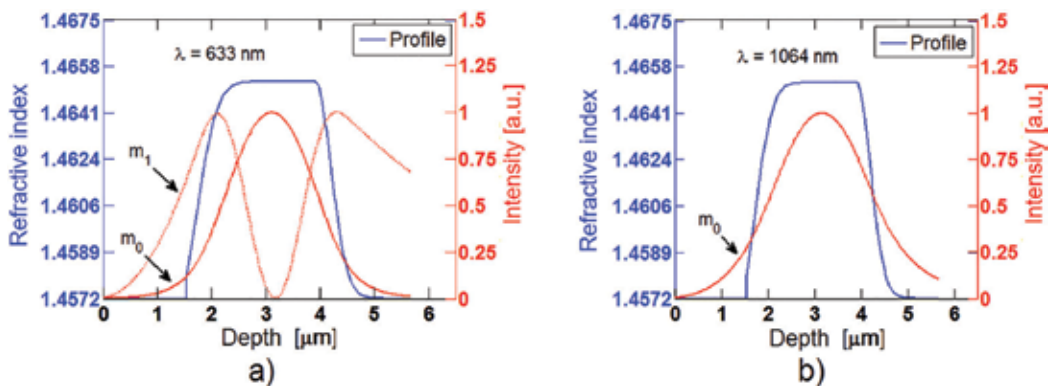 1.4675
1.4658
1.4641
1.4624
1.4606
1.4589
1.4572
Refractive index
λ = 633 nm
Profile
m1
m0
1.5
1.25
1
0.75
0.5
0.25
0
Intensity [a.u.]
0 1 2 3 4 5 6
Depth [μm]
a)
1.4675
1.4658
1.4641
1.4624
1.4606
1.4589
1.4572
Refractive index
λ = 1064 nm
Profile
m0
1.5
1.25
1
0.75
0.5
0.25
0
Intensity [a.u.]
0 1 2 3 4 5 6
Depth [μm]
b)